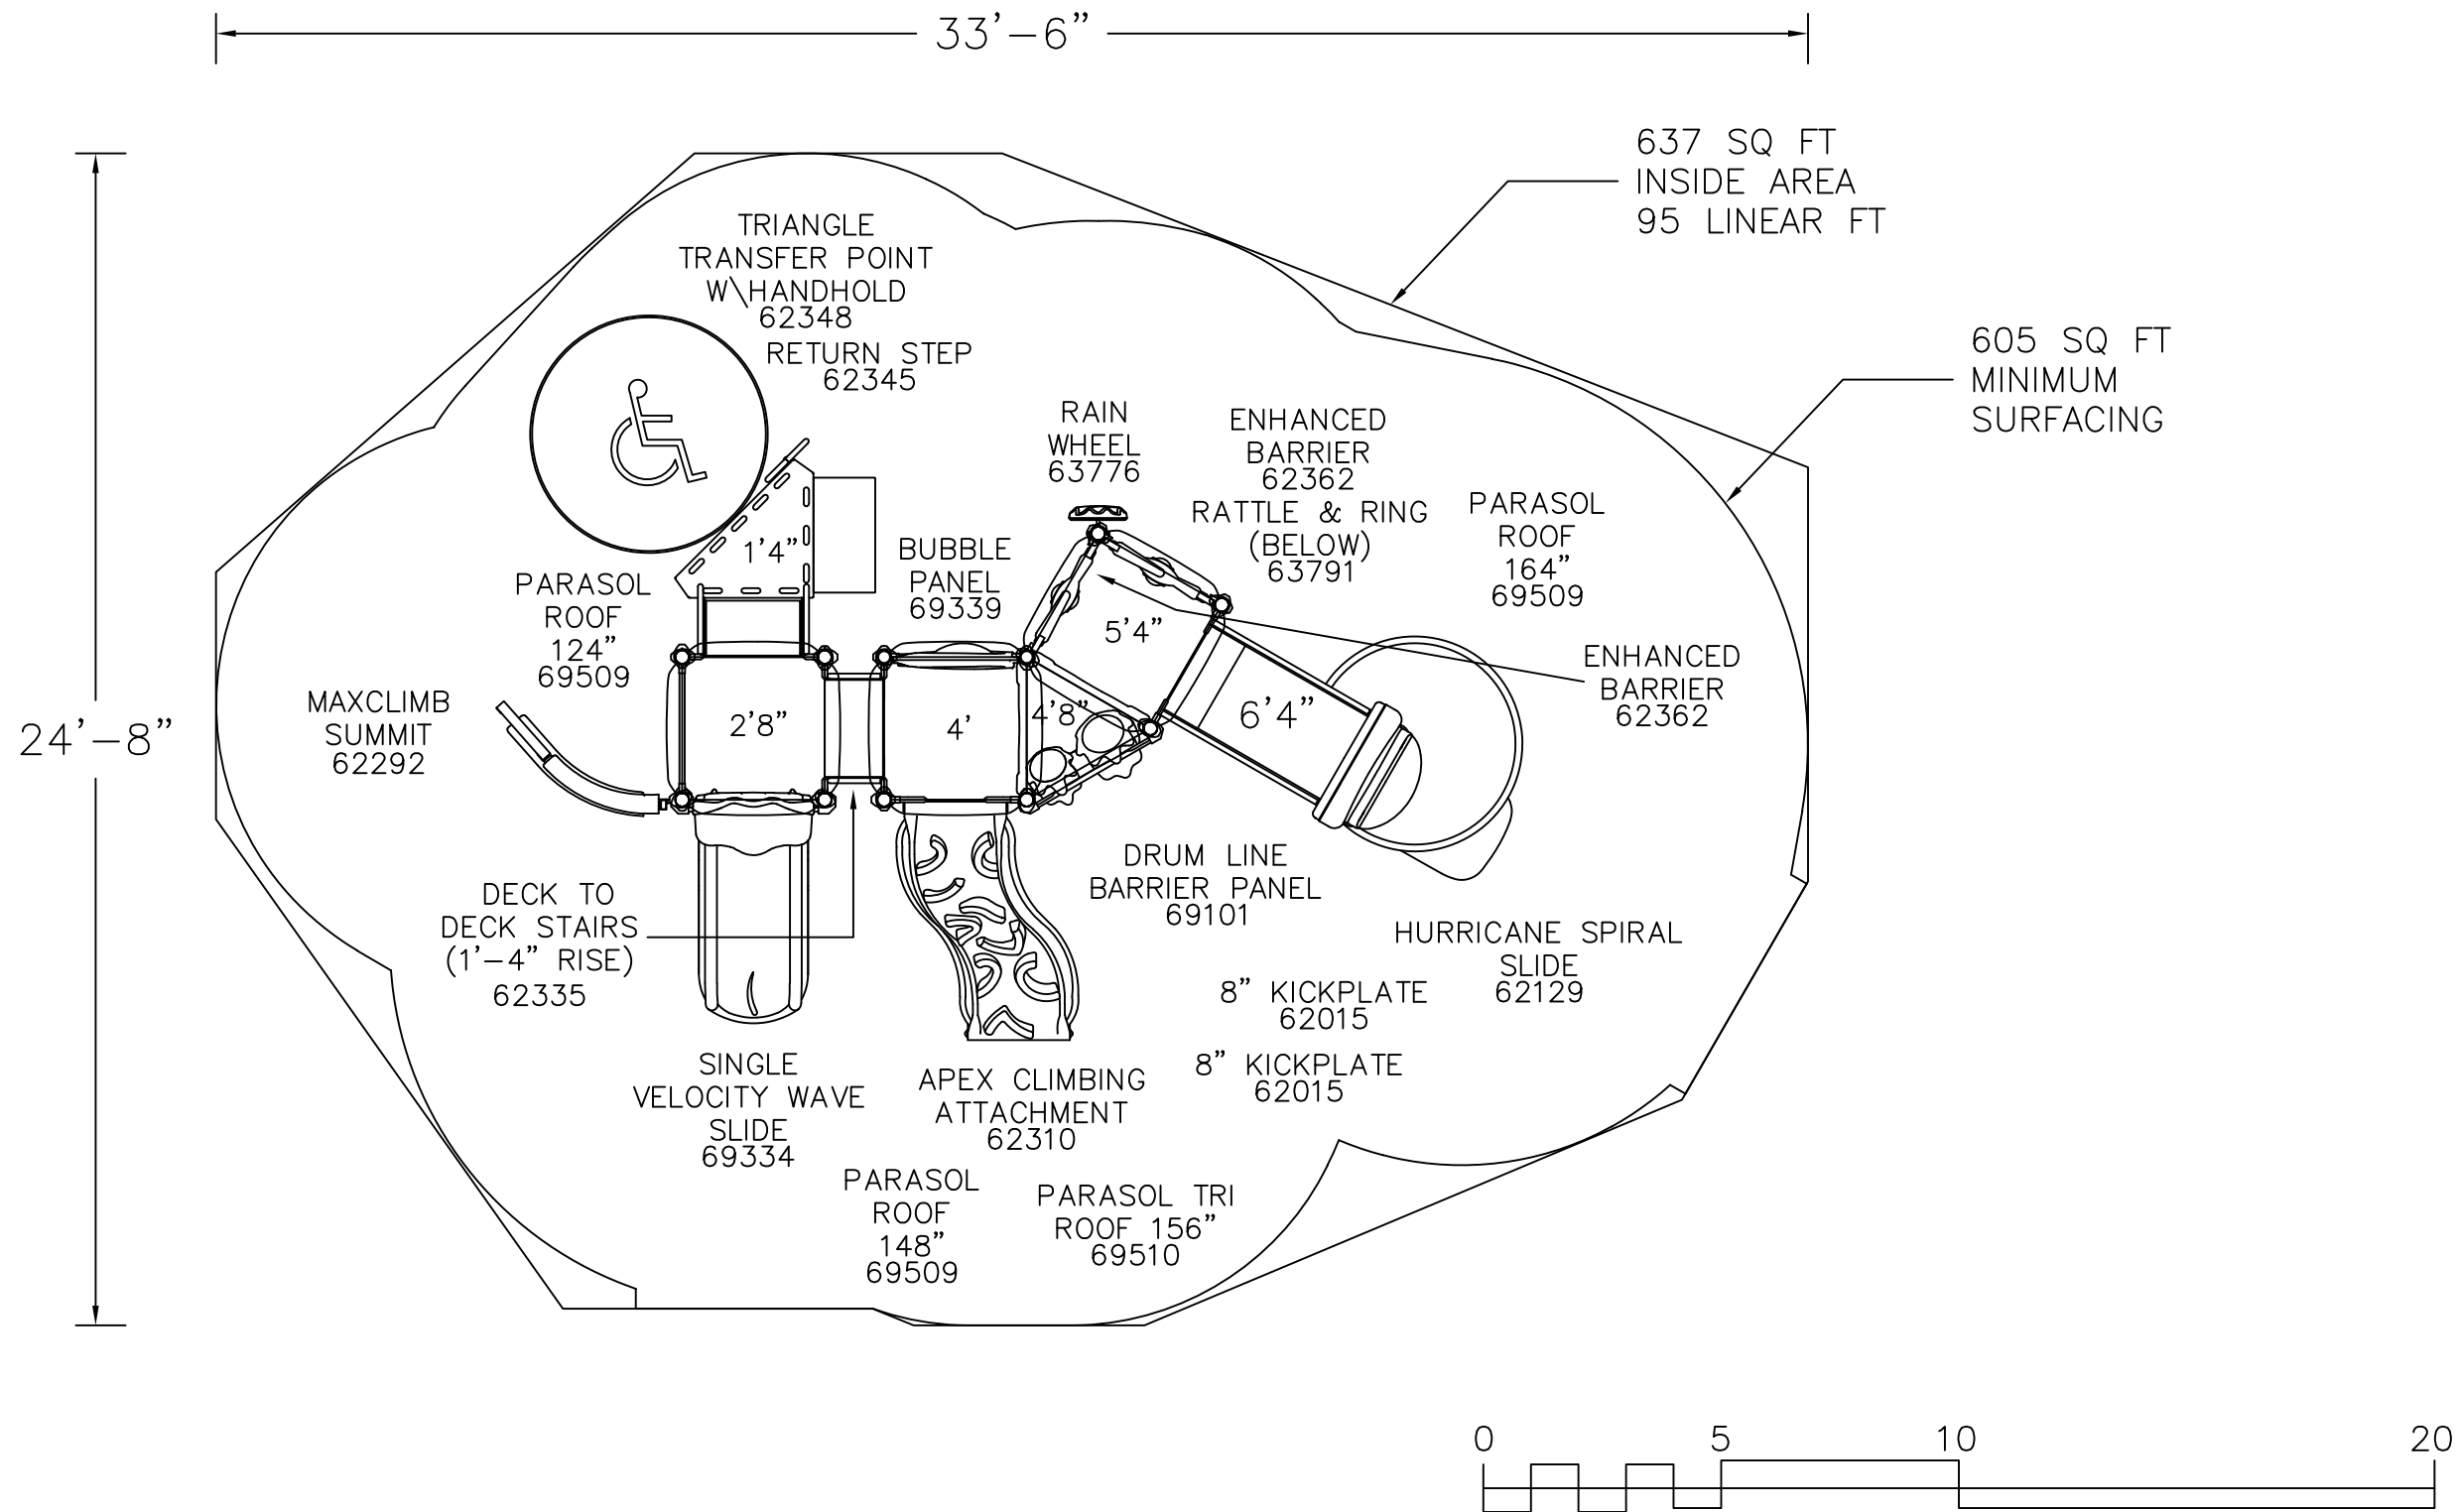 33'-6"
637 SQ FT
INSIDE AREA
95 LINEAR FT
605 SQ FT
MINIMUM
SURFACING
24'-8"
TRIANGLE
TRANSFER POINT
W\HANDHOLD
62348
RETURN STEP
62345
RAIN
WHEEL
63776
ENHANCED
BARRIER
62362
RATTLE & RING
(BELOW)
63791
PARASOL
ROOF
164"
69509
1'4"
BUBBLE
PANEL
69339
PARASOL
ROOF
124"
69509
5'4"
ENHANCED
BARRIER
62362
MAXCLIMB
SUMMIT
62292
2'8"
4'
4'8"
6'4"
DRUM LINE
BARRIER PANEL
69101
DECK TO
DECK STAIRS
(1'-4" RISE)
62335
HURRICANE SPIRAL
SLIDE
62129
8" KICKPLATE
62015
8" KICKPLATE
62015
SINGLE
VELOCITY WAVE
SLIDE
69334
APEX CLIMBING
ATTACHMENT
62310
PARASOL
ROOF
148"
69509
PARASOL TRI
ROOF 156"
69510
0 5 10 20